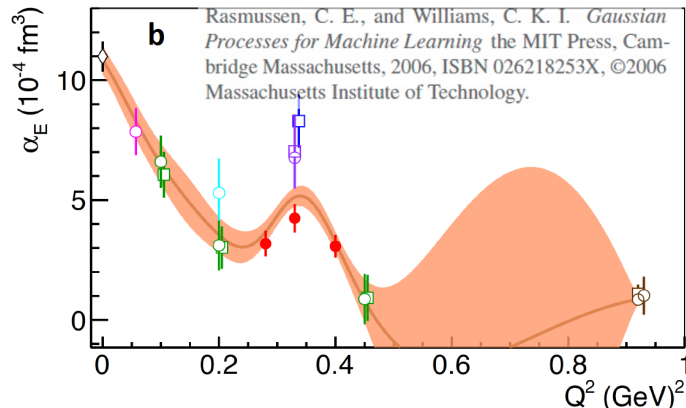 Rasmussen, C. E., and Williams, C. K. I. Gaussian
Processes for Machine Learning the MIT Press, Cam-
bridge Massachusetts, 2006, ISBN 026218253X, ©2006
Massachusetts Institute of Technology.
b
α_E (10⁻⁴ fm³)
10
5
0
0 0.2 0.4 0.6 0.8 1
Q² (GeV)²